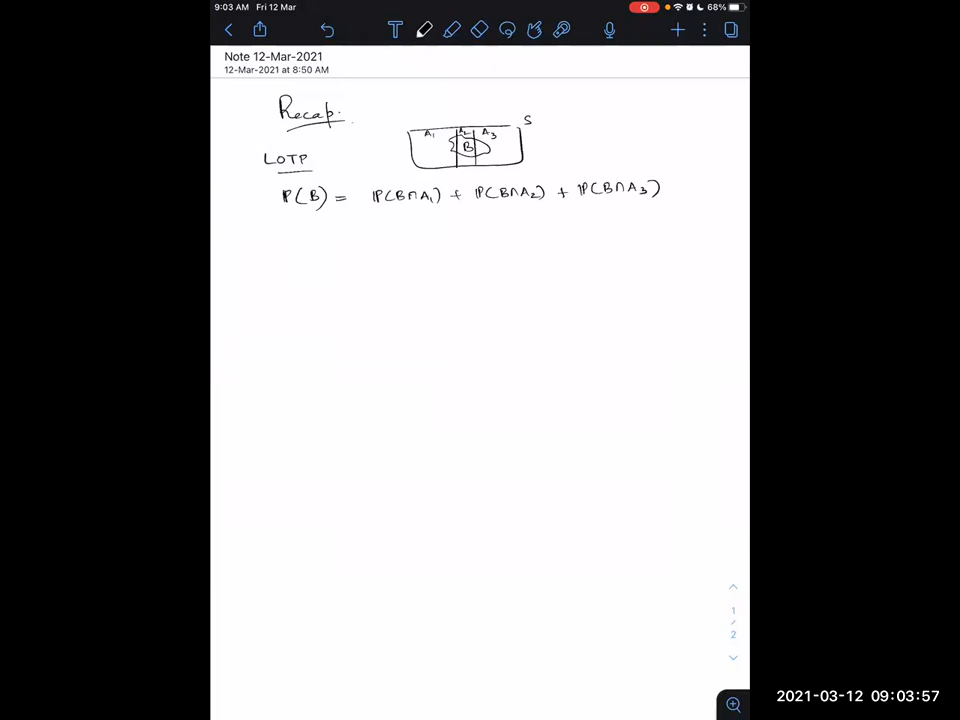 9:03 AM Fri 12 Mar 68%
T
Note 12-Mar-2021
12-Mar-2021 at 8:50 AM
Recap.
S
A₁ A₂ A₃
B
LOTP
P(B) = P(B∩A₁) + P(B∩A₂) + P(B∩A₃)
1
/
2
2021-03-12 09:03:57